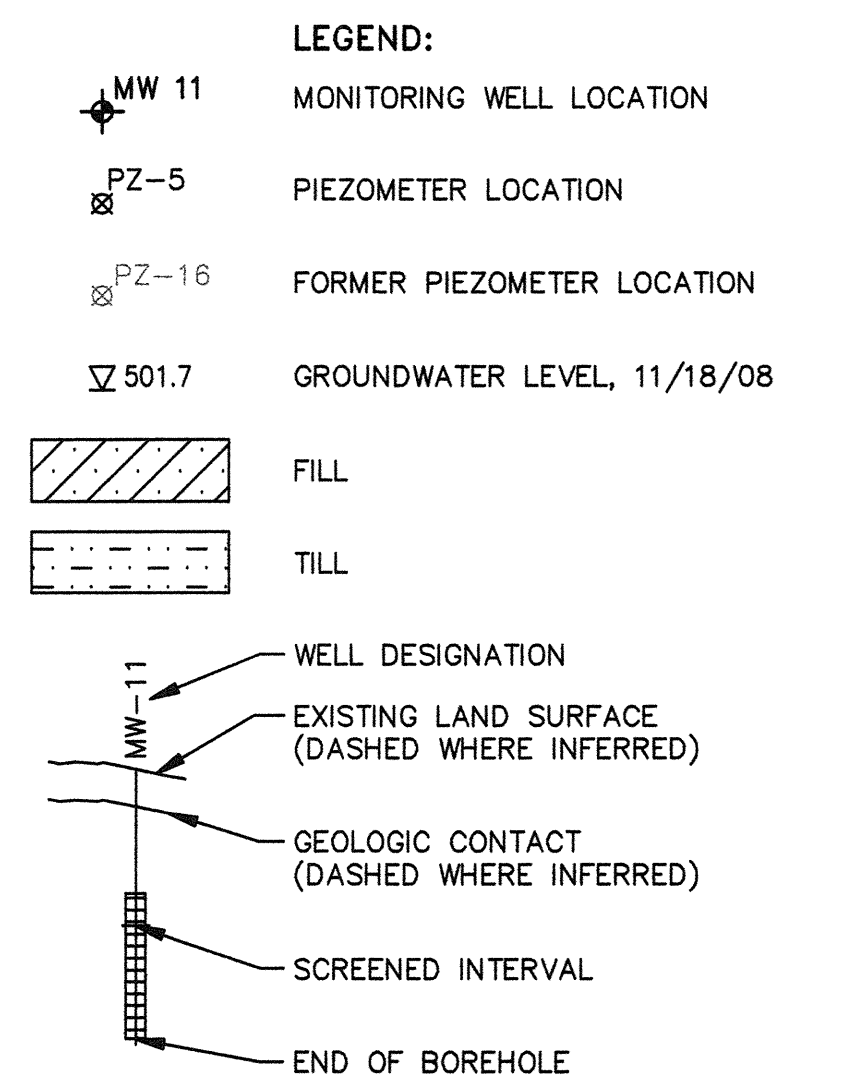 LEGEND:
MW 11 MONITORING WELL LOCATION
PZ-5 PIEZOMETER LOCATION
PZ-16 FORMER PIEZOMETER LOCATION
501.7 GROUNDWATER LEVEL, 11/18/08
FILL
TILL
MW-11
WELL DESIGNATION
EXISTING LAND SURFACE
(DASHED WHERE INFERRED)
GEOLOGIC CONTACT
(DASHED WHERE INFERRED)
SCREENED INTERVAL
END OF BOREHOLE